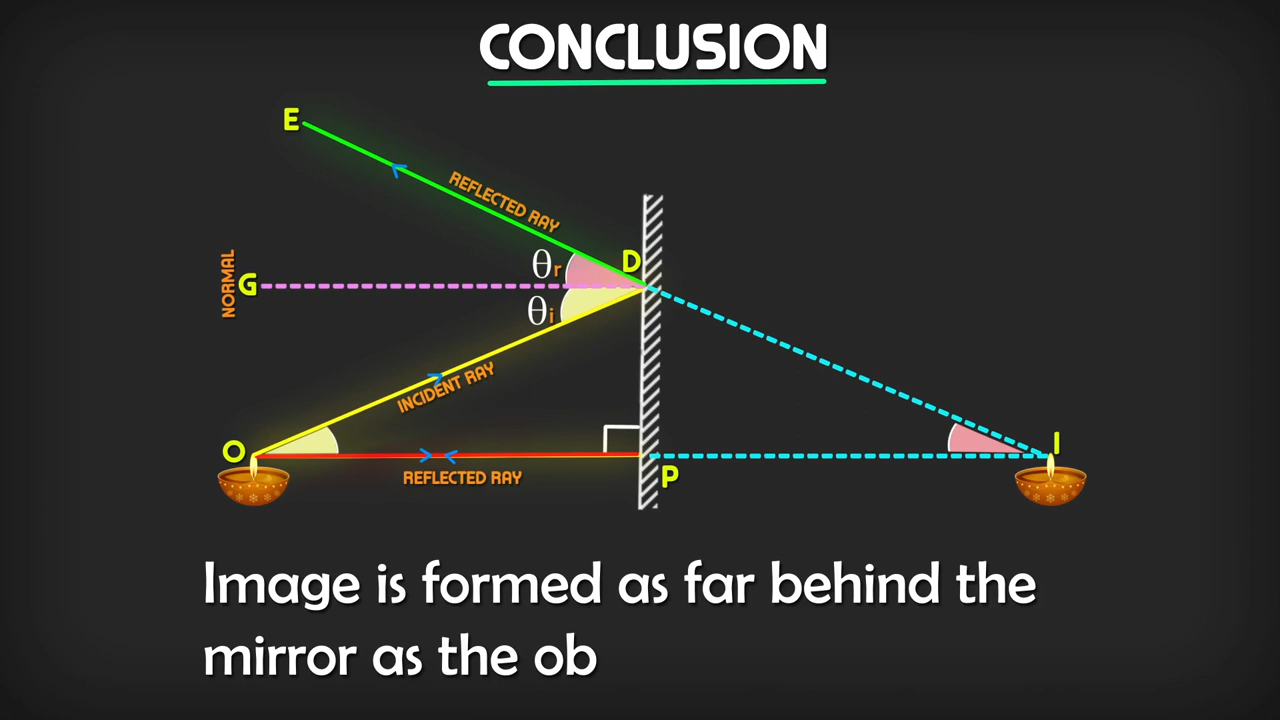 CONCLUSION
E
REFLECTED RAY
D
θr
NORMAL
G
θi
INCIDENT RAY
O
I
REFLECTED RAY
P
Image is formed as far behind the
mirror as the ob